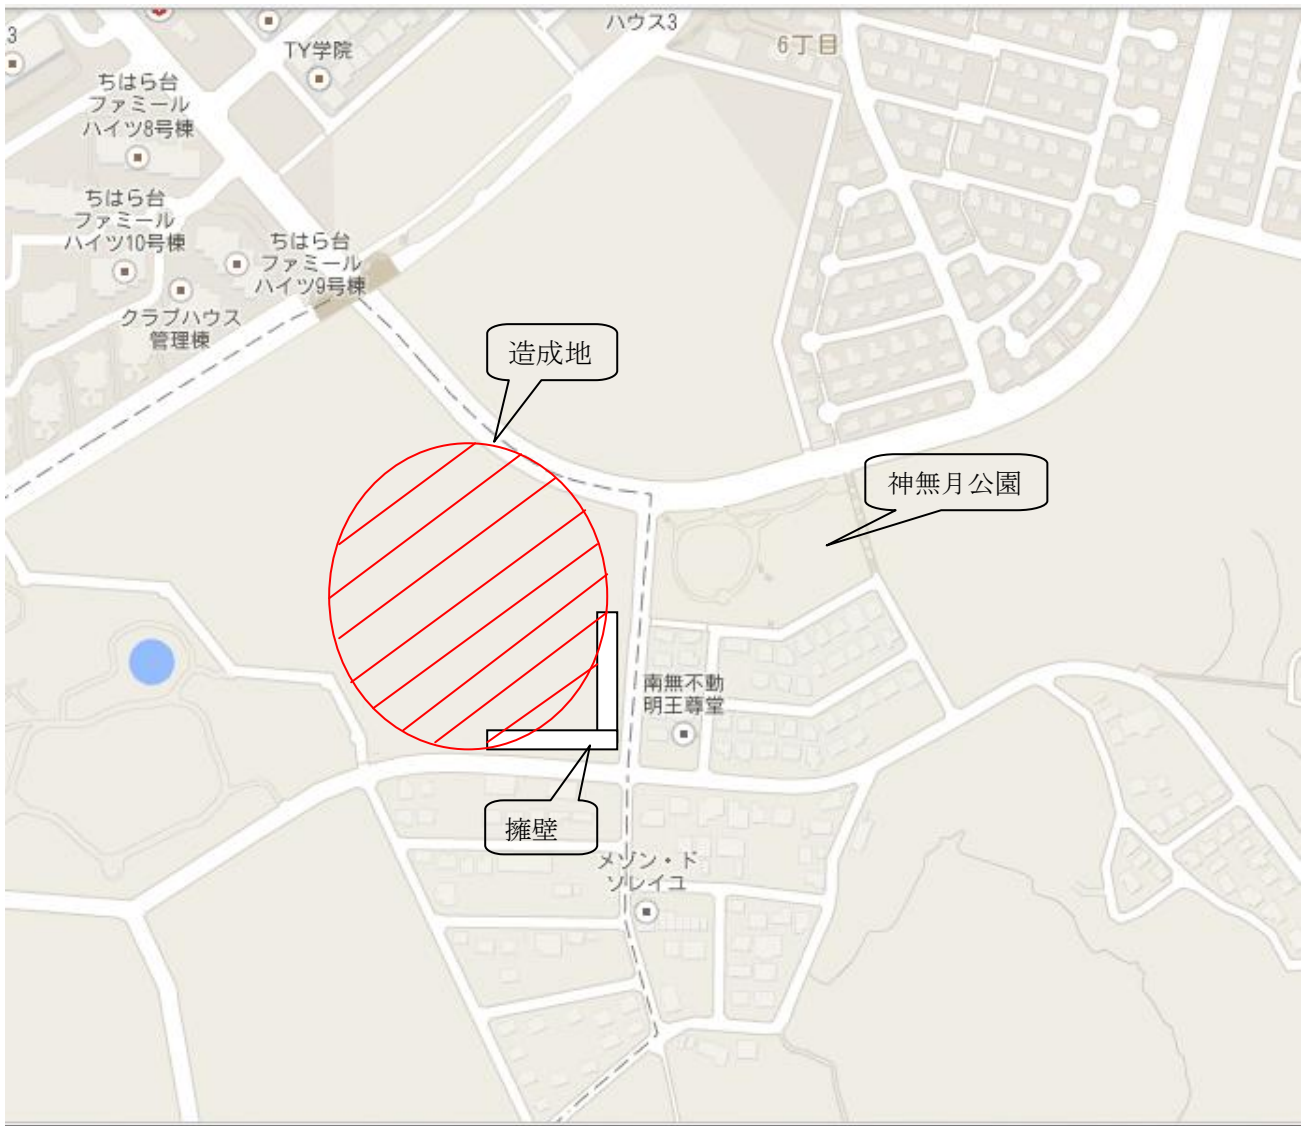 3
TY学院
ハウス3
6丁目
ちはら台
ファミール
ハイツ8号棟
ちはら台
ファミール
ハイツ10号棟
ちはら台
ファミール
ハイツ9号棟
クラブハウス
管理棟
造成地
神無月公園
南無不動
明王尊堂
擁壁
メゾン・ド
ソレイユ